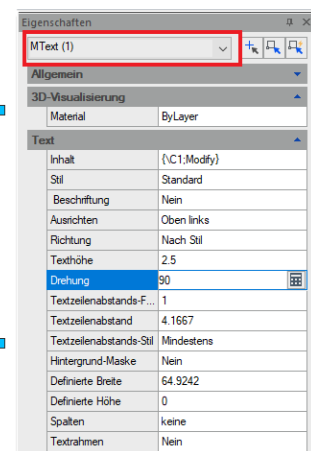 Eigenschaften
MText (1)
Allgemein
3D-Visualisierung
Material ByLayer
Text
Inhalt {\C1;Modify}
Stil Standard
Beschriftung Nein
Ausrichten Oben links
Richtung Nach Stil
Texthöhe 2.5
Drehung 90
Textzeilenabstands-F... 1
Textzeilenabstand 4.1667
Textzeilenabstands-Stil Mindestens
Hintergrund-Maske Nein
Definierte Breite 64.9242
Definierte Höhe 0
Spalten keine
Textrahmen Nein